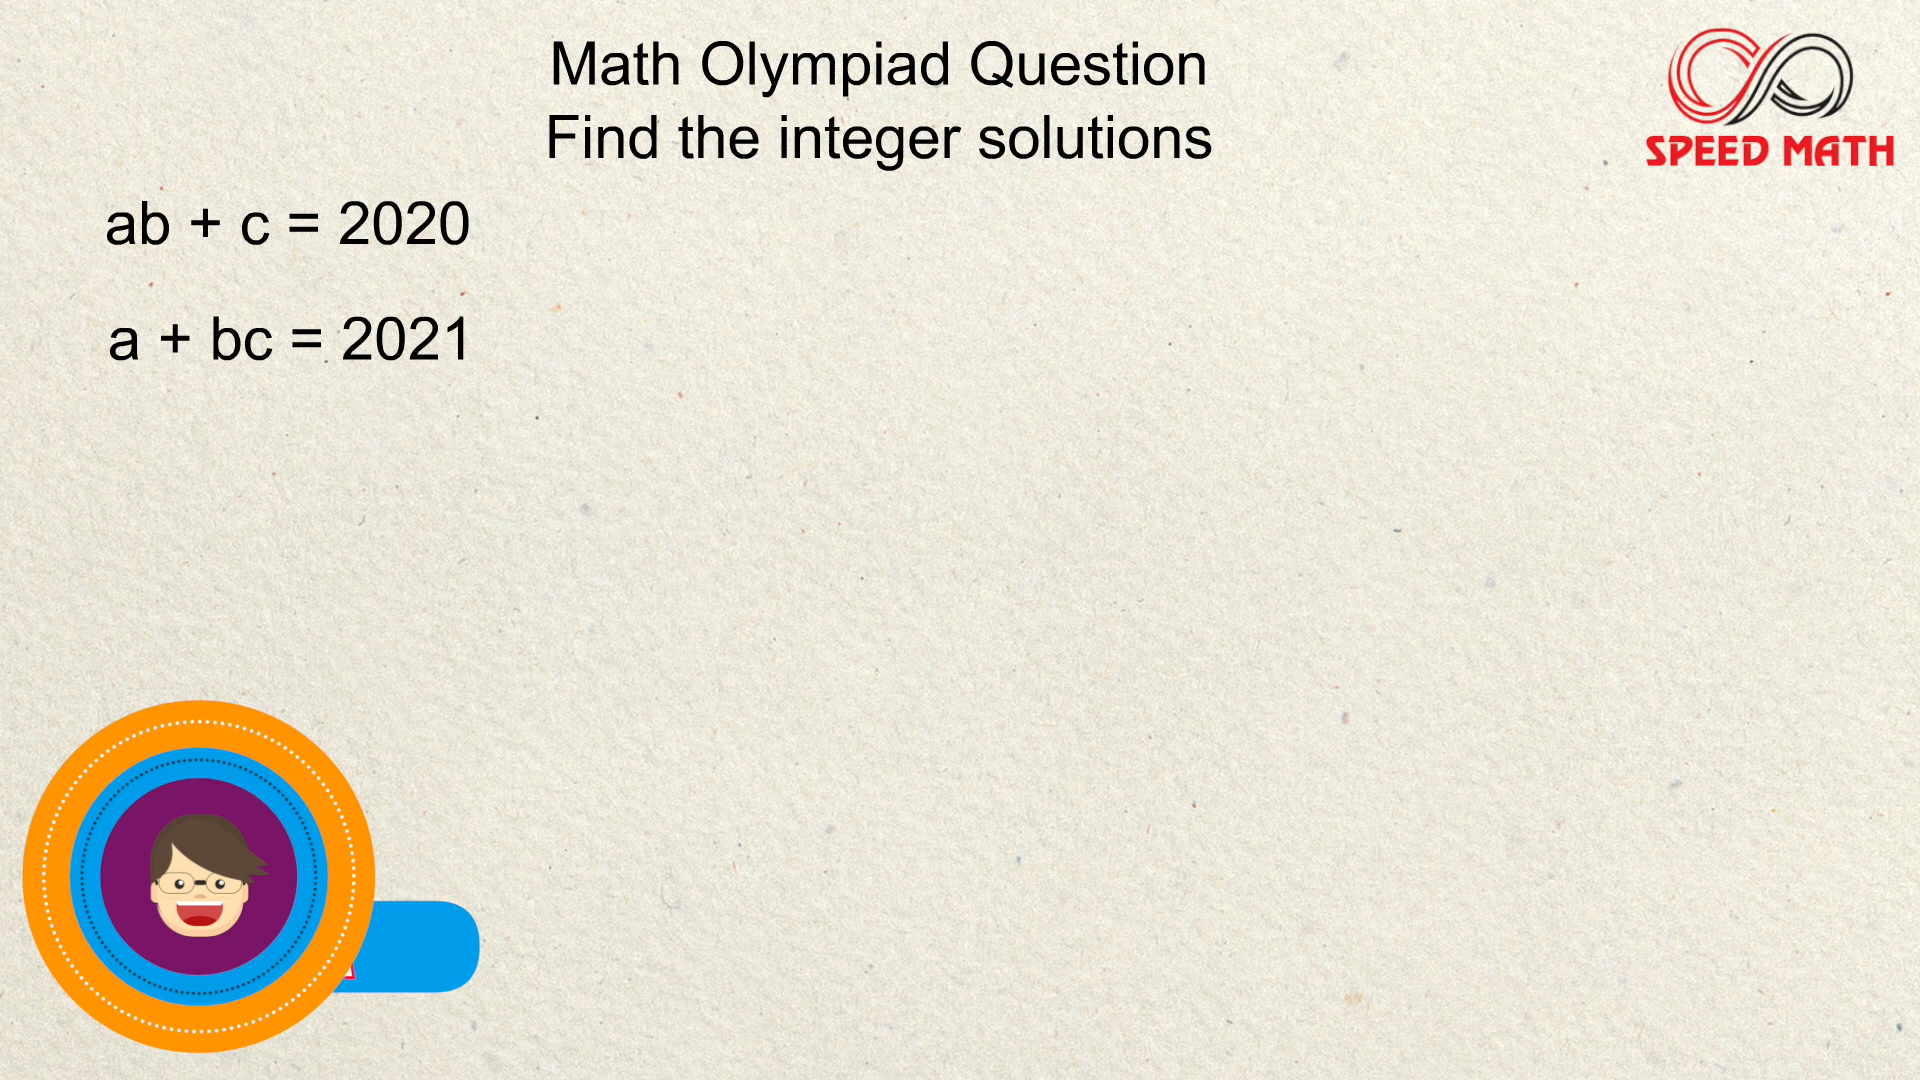 Math Olympiad Question
Find the integer solutions
SPEED MATH
ab + c = 2020
a + bc = 2021